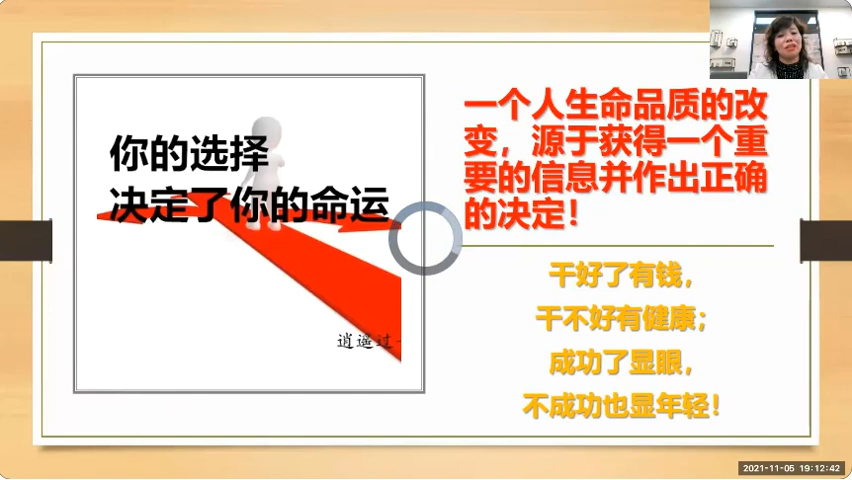 你的选择
决定了你的命运
逍遥过
一个人生命品质的改
变，源于获得一个重
要的信息并作出正确
的决定！
干好了有钱，
干不好有健康；
成功了显眼，
不成功也显年轻！
2021-11-05 19:12:42